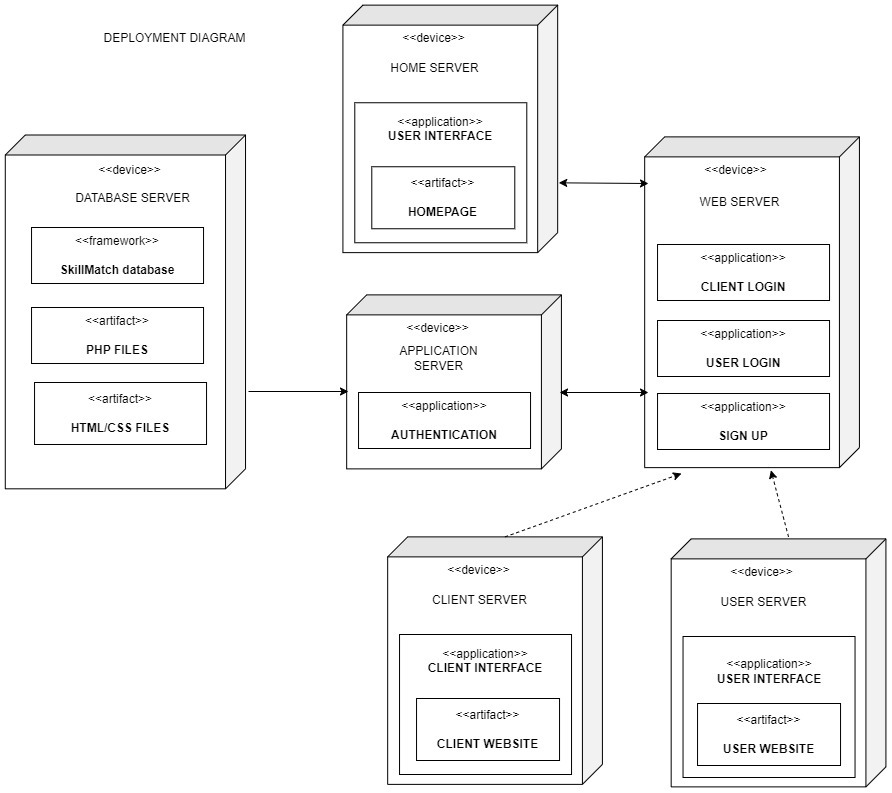 DEPLOYMENT DIAGRAM
<<device>>
HOME SERVER
<<application>>
USER INTERFACE
<<artifact>>
HOMEPAGE
<<device>>
DATABASE SERVER
<<framework>>
SkillMatch database
<<artifact>>
PHP FILES
<<artifact>>
HTML/CSS FILES
<<device>>
APPLICATION
SERVER
<<application>>
AUTHENTICATION
<<device>>
WEB SERVER
<<application>>
CLIENT LOGIN
<<application>>
USER LOGIN
<<application>>
SIGN UP
<<device>>
CLIENT SERVER
<<application>>
CLIENT INTERFACE
<<artifact>>
CLIENT WEBSITE
<<device>>
USER SERVER
<<application>>
USER INTERFACE
<<artifact>>
USER WEBSITE